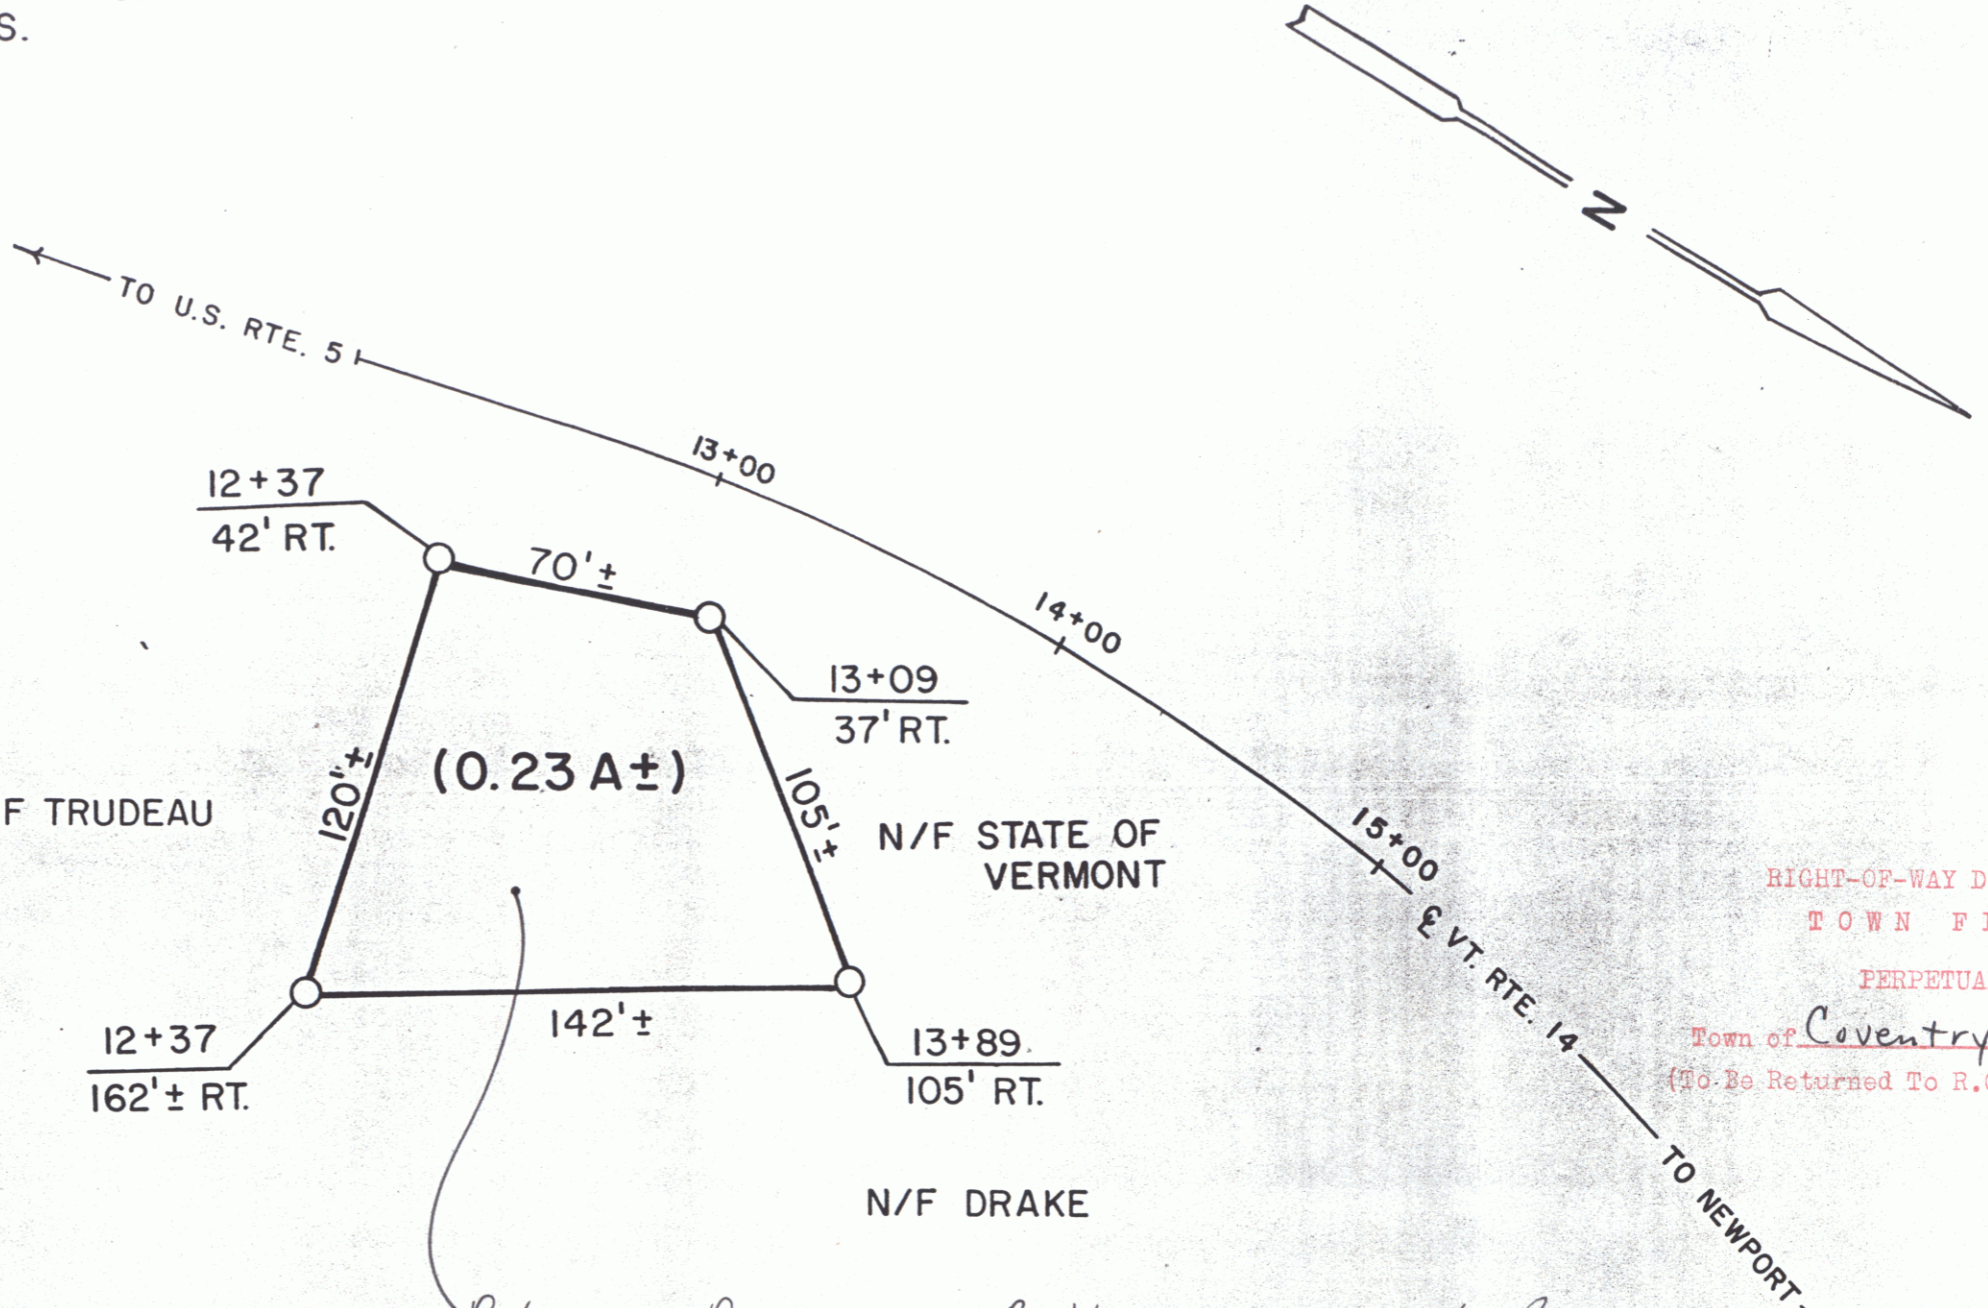 S.
N
TO U.S. RTE. 5
13+00
12+37
42' RT.
70'±
14+00
13+09
37' RT.
120'±
(0.23 A±)
105'±
F TRUDEAU
N/F STATE OF
VERMONT
15+00
℄ VT. RTE. 14
RIGHT-OF-WAY D
TOWN F
PERPETUA
Town of Coventry
(To Be Returned To R.
142'±
12+37
162'± RT.
13+89
105' RT.
N/F DRAKE
TO NEWPORT